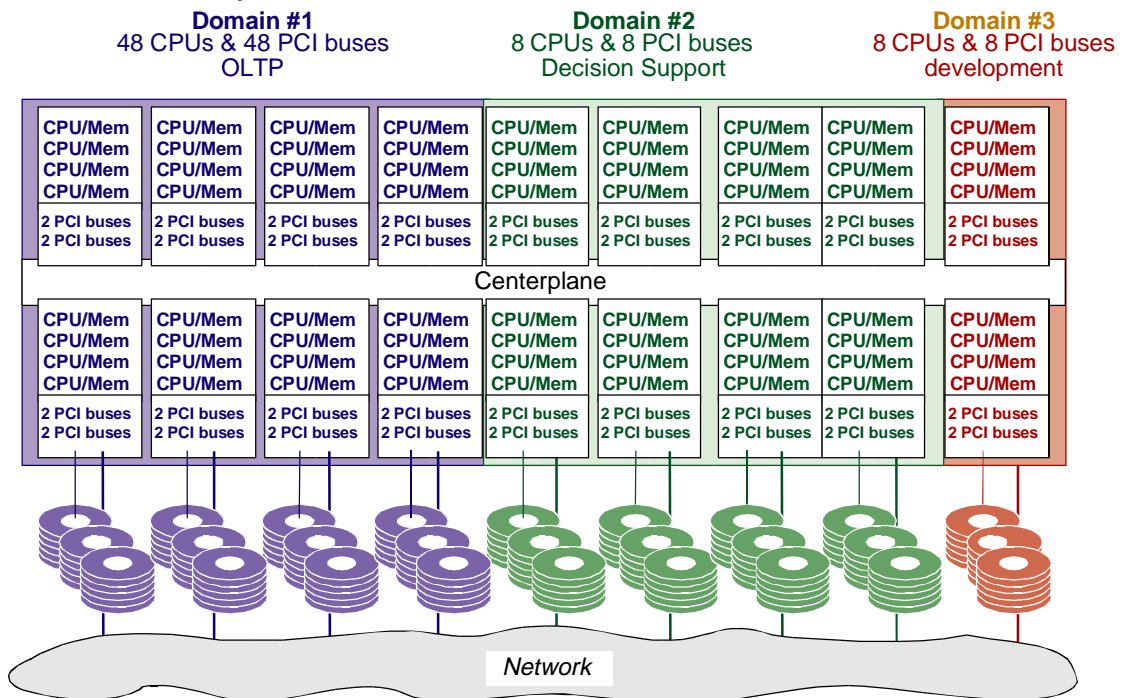 Domain #1
48 CPUs & 48 PCI buses
OLTP
Domain #2
8 CPUs & 8 PCI buses
Decision Support
Domain #3
8 CPUs & 8 PCI buses
development
CPU/Mem CPU/Mem CPU/Mem CPU/Mem CPU/Mem CPU/Mem CPU/Mem CPU/Mem CPU/Mem
CPU/Mem CPU/Mem CPU/Mem CPU/Mem CPU/Mem CPU/Mem CPU/Mem CPU/Mem CPU/Mem
CPU/Mem CPU/Mem CPU/Mem CPU/Mem CPU/Mem CPU/Mem CPU/Mem CPU/Mem CPU/Mem
CPU/Mem CPU/Mem CPU/Mem CPU/Mem CPU/Mem CPU/Mem CPU/Mem CPU/Mem CPU/Mem
2 PCI buses 2 PCI buses 2 PCI buses 2 PCI buses 2 PCI buses 2 PCI buses 2 PCI buses 2 PCI buses 2 PCI buses
2 PCI buses 2 PCI buses 2 PCI buses 2 PCI buses 2 PCI buses 2 PCI buses 2 PCI buses 2 PCI buses 2 PCI buses
Centerplane
CPU/Mem CPU/Mem CPU/Mem CPU/Mem CPU/Mem CPU/Mem CPU/Mem CPU/Mem CPU/Mem
CPU/Mem CPU/Mem CPU/Mem CPU/Mem CPU/Mem CPU/Mem CPU/Mem CPU/Mem CPU/Mem
CPU/Mem CPU/Mem CPU/Mem CPU/Mem CPU/Mem CPU/Mem CPU/Mem CPU/Mem CPU/Mem
CPU/Mem CPU/Mem CPU/Mem CPU/Mem CPU/Mem CPU/Mem CPU/Mem CPU/Mem CPU/Mem
2 PCI buses 2 PCI buses 2 PCI buses 2 PCI buses 2 PCI buses 2 PCI buses 2 PCI buses 2 PCI buses 2 PCI buses
2 PCI buses 2 PCI buses 2 PCI buses 2 PCI buses 2 PCI buses 2 PCI buses 2 PCI buses 2 PCI buses 2 PCI buses
Network